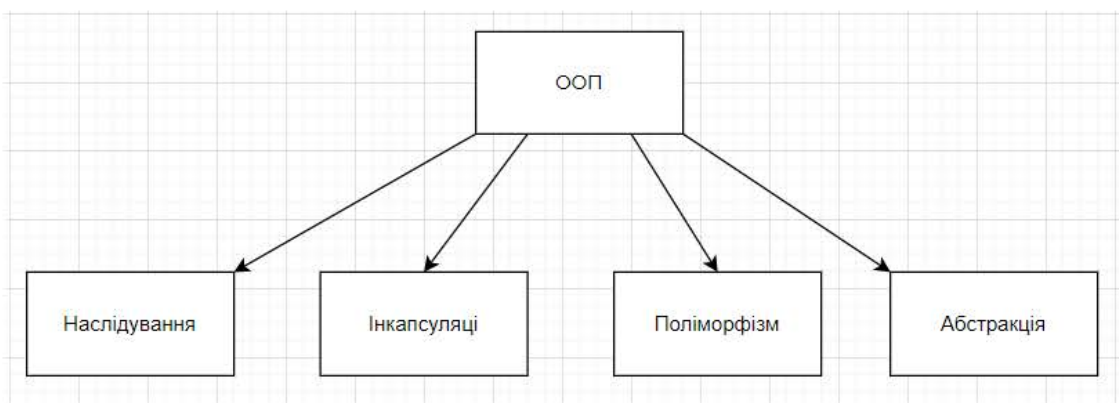 ООП
Наслідування
Інкапсуляці
Поліморфізм
Абстракція